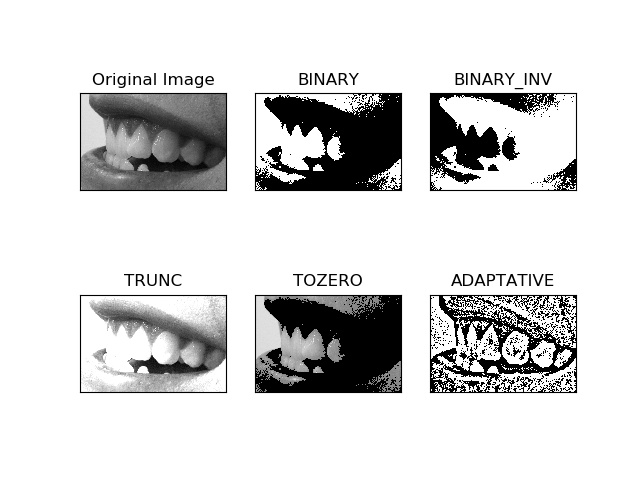 Original Image
BINARY
BINARY_INV
TRUNC
TOZERO
ADAPTATIVE